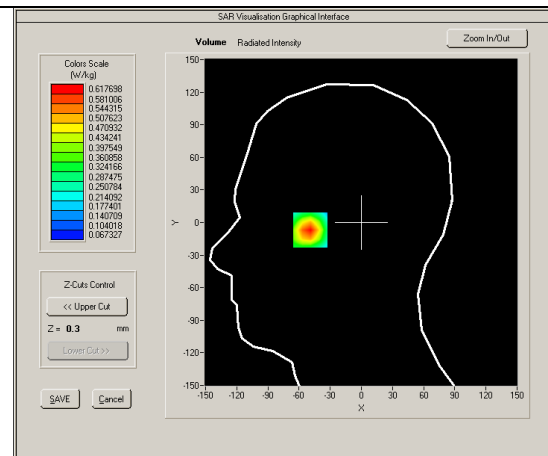 SAR Visualisation Graphical Interface
Volume Radiated Intensity
Zoom In/Out
Colors Scale
(W/kg)
0.617698
0.581006
0.544315
0.507623
0.470932
0.434241
0.397549
0.360858
0.324166
0.287475
0.250784
0.214092
0.177401
0.140709
0.104018
0.067327
Z-Cuts Control
<< Upper Cut
Z = 0.3 mm
Lower Cut >>
SAVE Cancel
150
120
90
60
30
0
-30
-60
-90
-120
-150
Y
-150 -120 -90 -60 -30 0 30 60 90 120 150
X